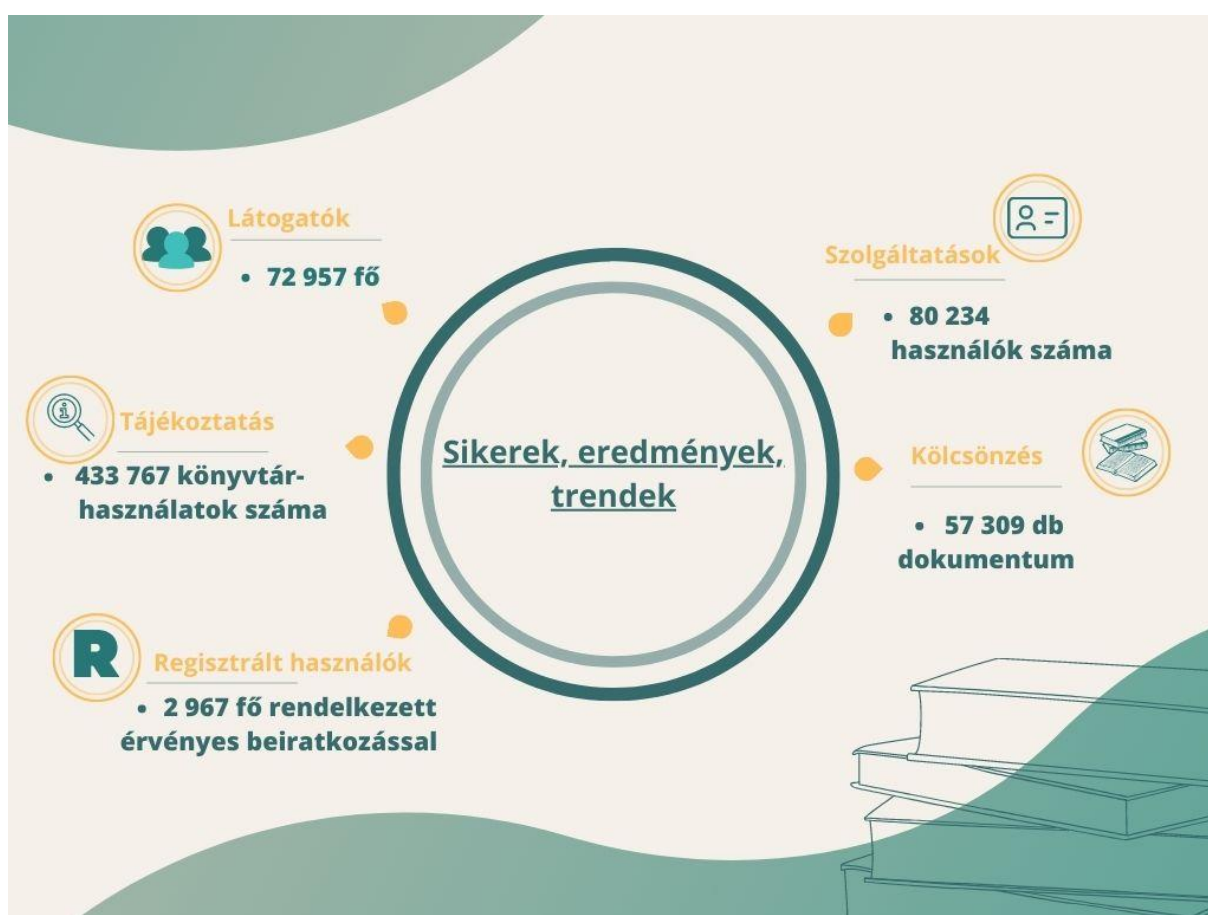 Látogatók
• 72 957 fő
Tájékoztatás
• 433 767 könyvtár-
használatok száma
R
Regisztrált használók
• 2 967 fő rendelkezett
érvényes beiratkozással
Sikerek, eredmények,
trendek
Szolgáltatások
• 80 234
használók száma
Kölcsönzés
• 57 309 db
dokumentum